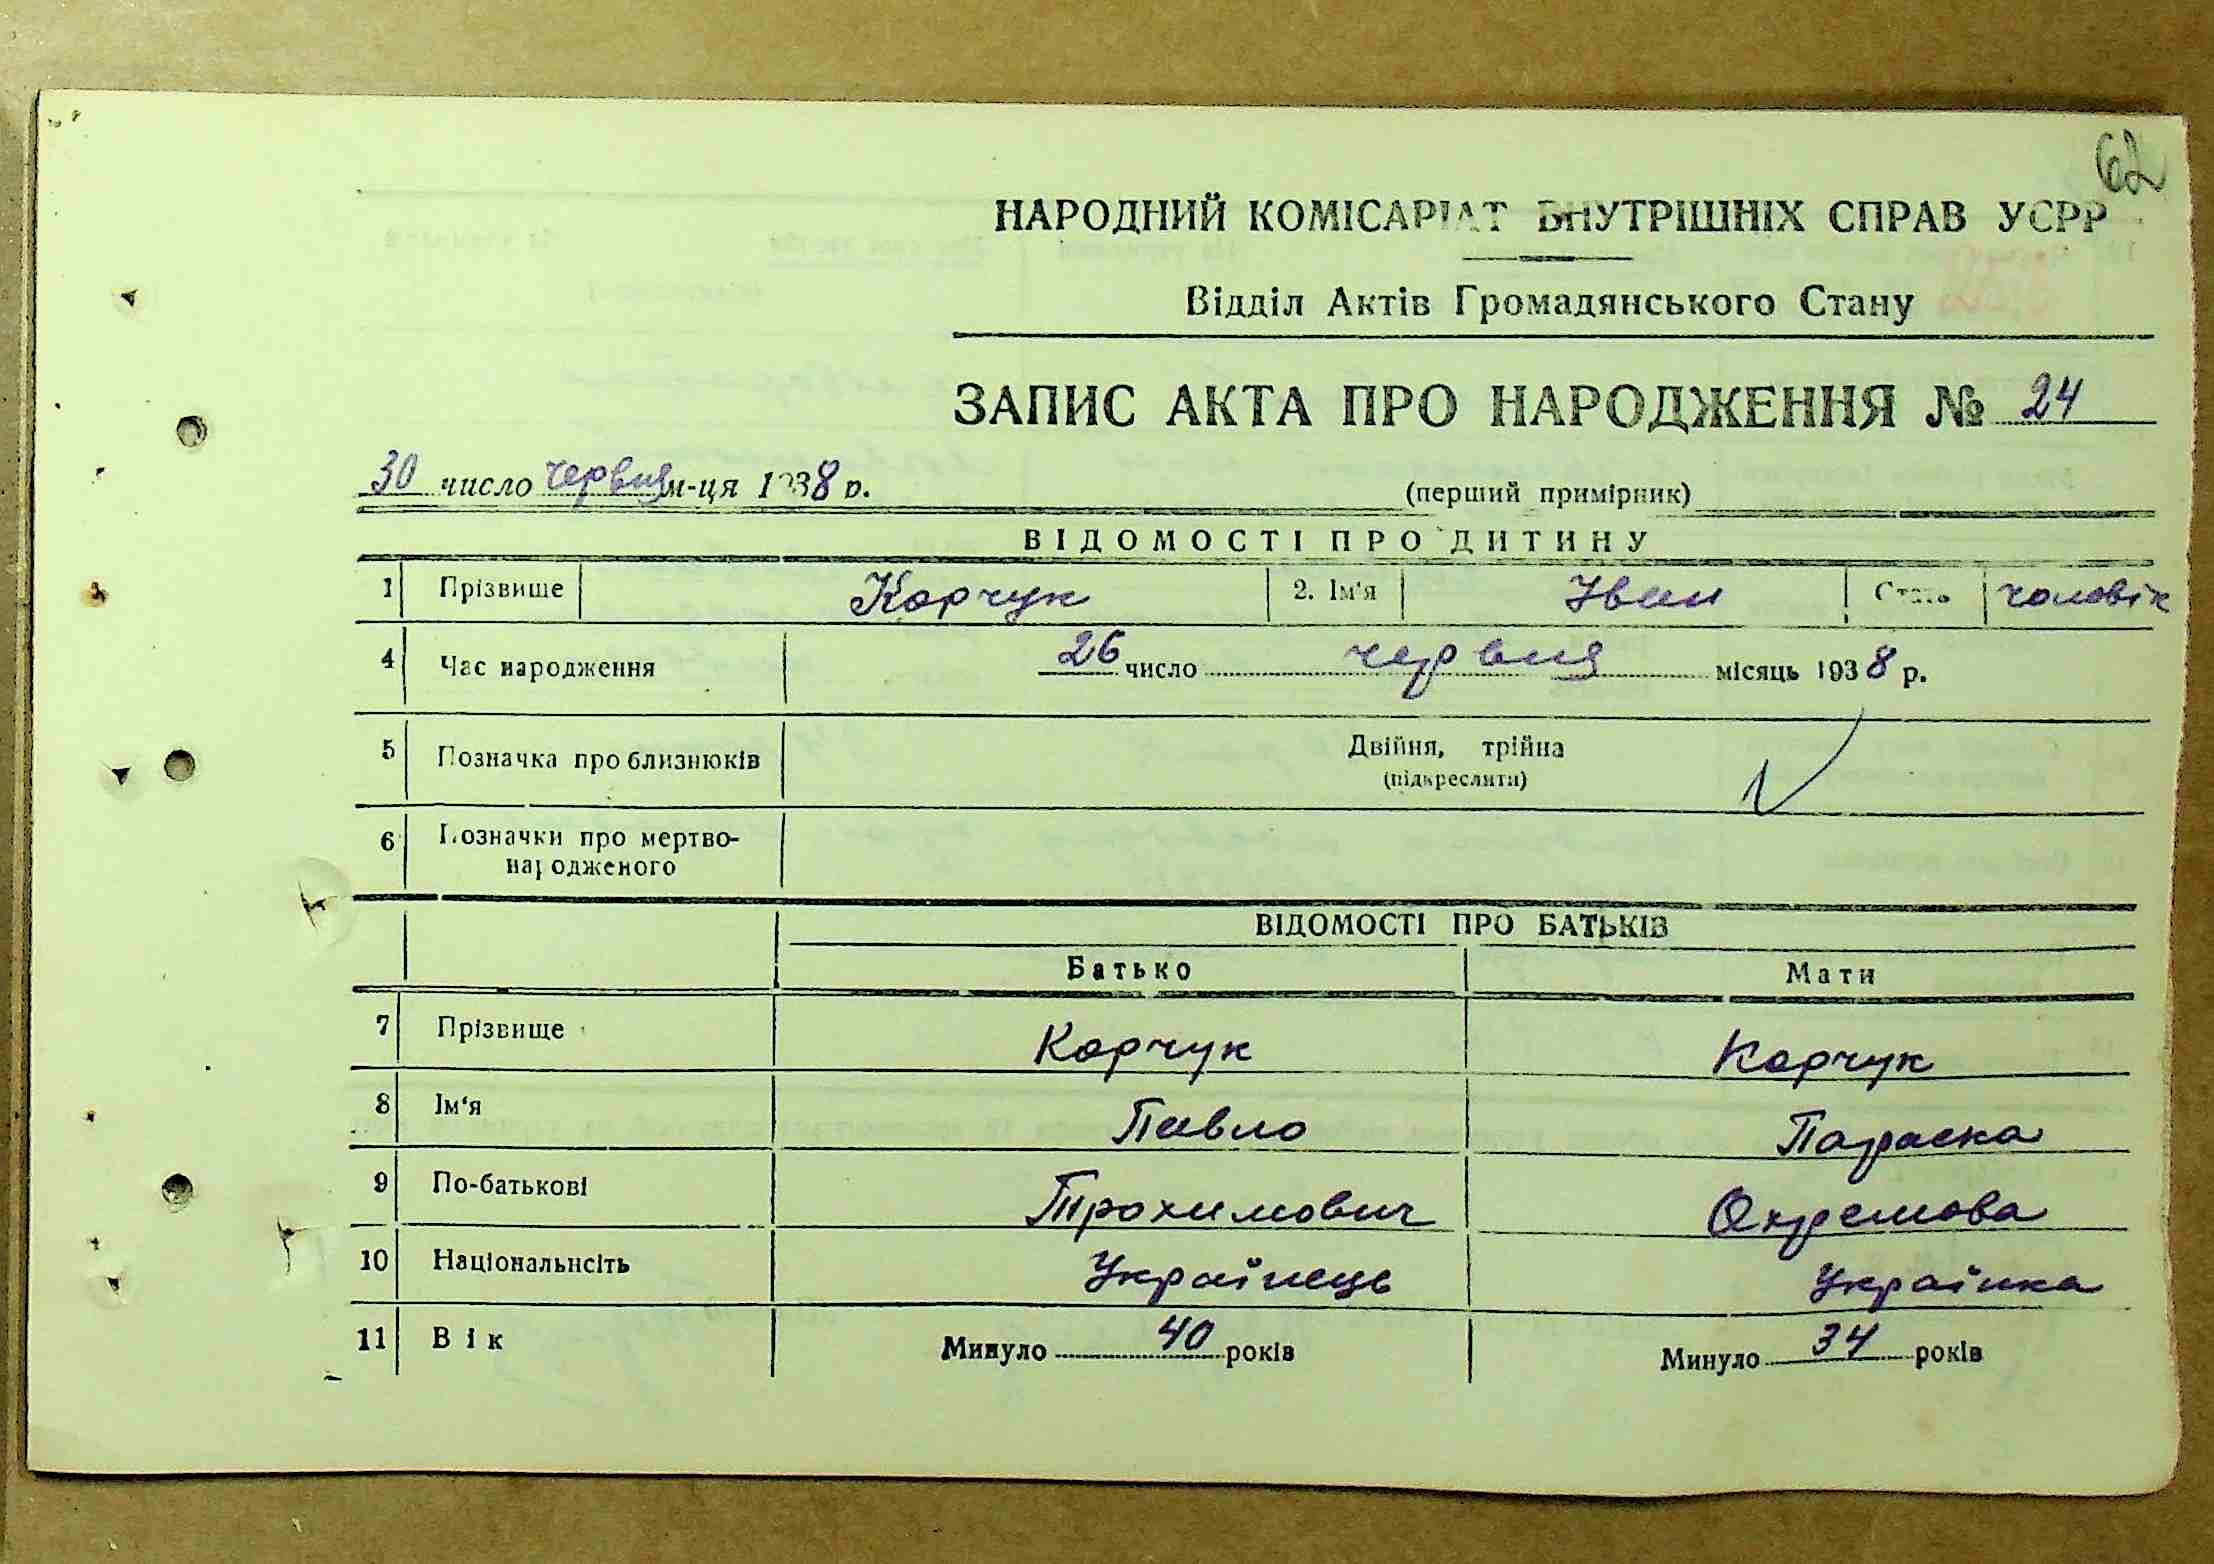 62
НАРОДНИЙ КОМІСАРІАТ ВНУТРІШНІХ СПРАВ УСРР
Відділ Актів Громадянського Стану
ЗАПИС АКТА ПРО НАРОДЖЕННЯ № 24
30 число червня м-ця 1938 р. (перший примірник)
ВІДОМОСТІ ПРО ДИТИНУ
1 Прізвище Корчук 2. Ім'я Іван Стать чоловік
4 Час народження 26 число червня місяць 1938 р.
5 Позначка про близнюків Двійня, трійна
(підкреслити)
6 Позначки про мертво-
народженого
ВІДОМОСТІ ПРО БАТЬКІВ
Батько Мати
7 Прізвище Корчук Корчук
8 Ім'я Павло Параска
9 По-батькові Трохимович Охремова
10 Національнсіть Українець Українка
11 Вік Минуло 40 років Минуло 34 років